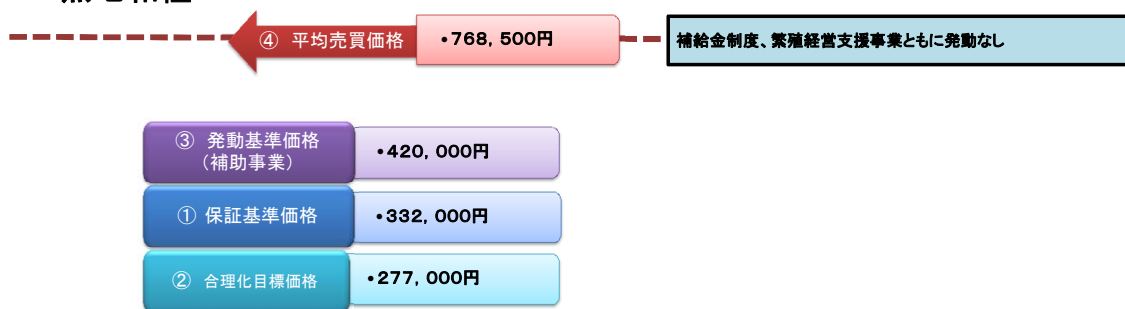 ④ 平均売買価格
•768, 500円
補給金制度、繁殖経営支援事業ともに発動なし
③ 発動基準価格
（補助事業）
•420, 000円
① 保証基準価格
•332, 000円
② 合理化目標価格
•277, 000円